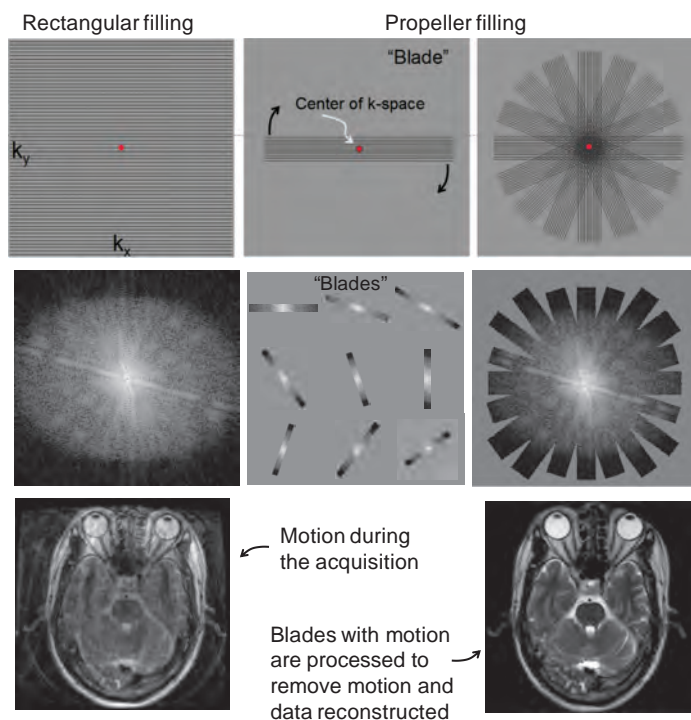 Rectangular filling
Propeller filling
"Blade"
Center of k-space
ky
kx
"Blades"
Motion during
the acquisition
Blades with motion
are processed to
remove motion and
data reconstructed